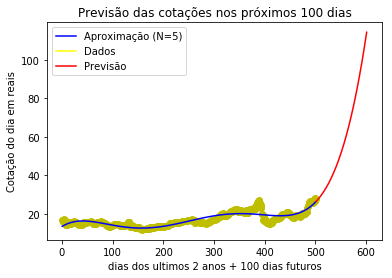 Previsão das cotações nos próximos 100 dias
Aproximação (N=5)
Dados
Previsão
Cotação do dia em reais
100
80
60
40
20
0
100
200
300
400
500
600
dias dos ultimos 2 anos + 100 dias futuros